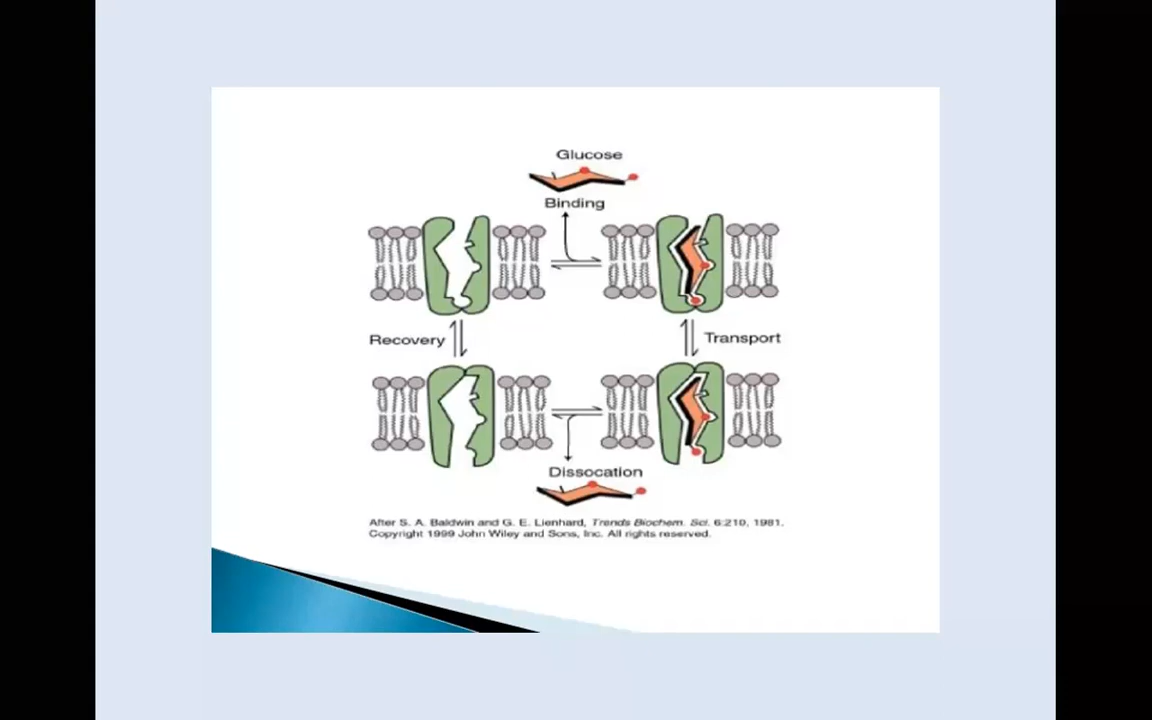 Glucose
Binding
Recovery
Transport
Dissocation
After S. A. Baldwin and G. E. Lienhard, Trends Biochem. Sci. 6:210, 1981.
Copyright 1999 John Wiley and Sons, Inc. All rights reserved.